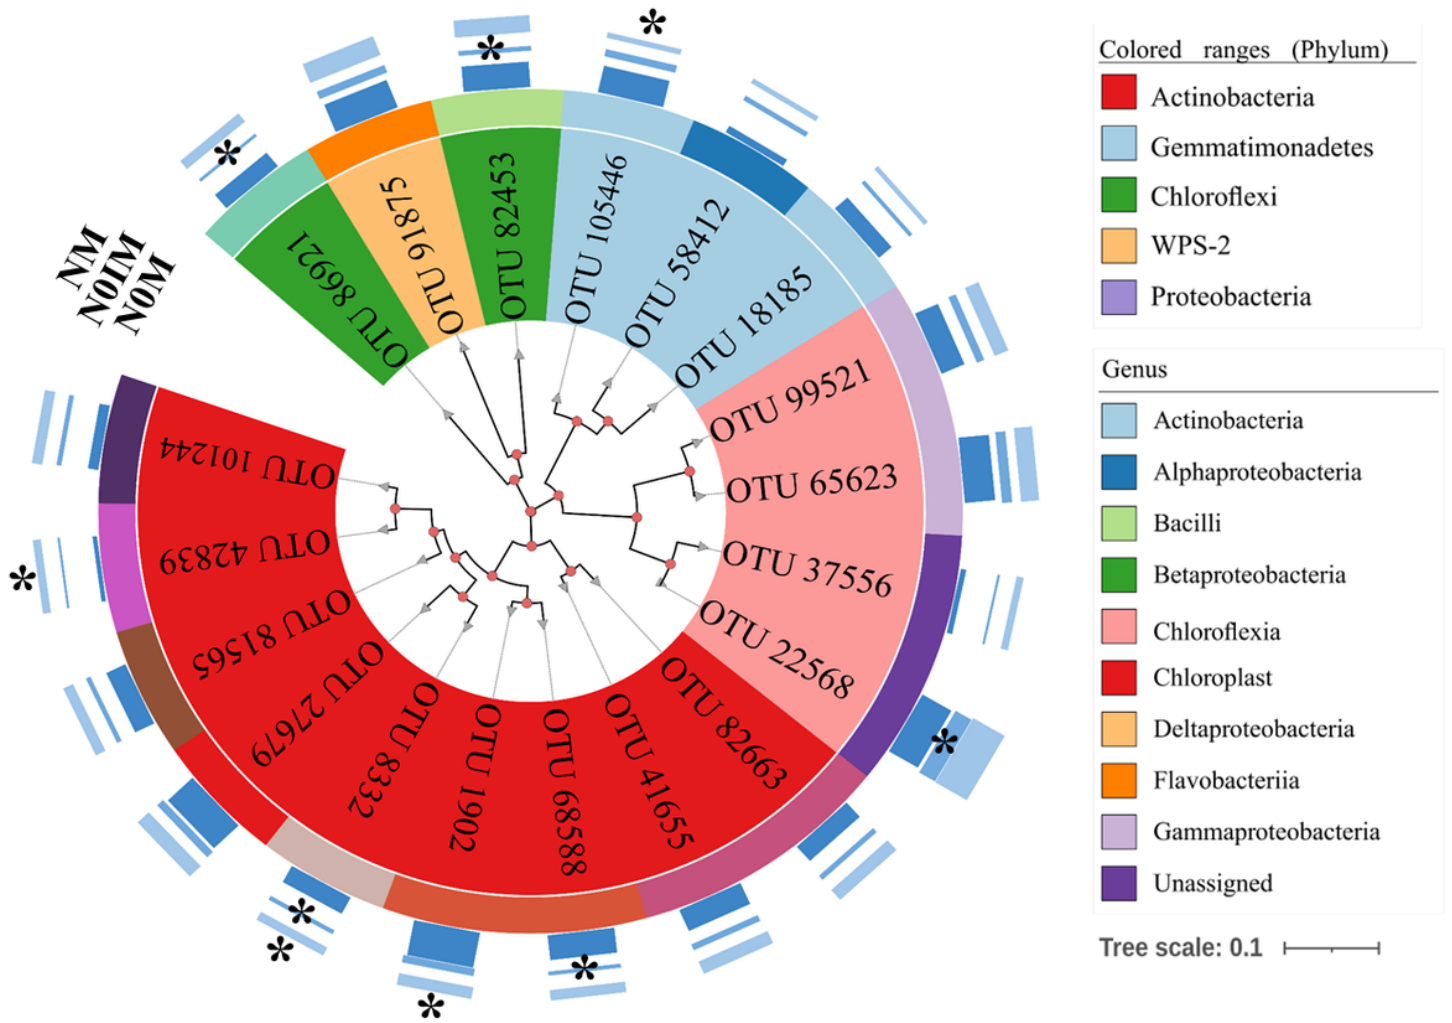 NM
N0IM
N0M
OTU 86921
OTU 91875
OTU 82453
OTU 105446
OTU 58412
OTU 18185
OTU 99521
OTU 65623
OTU 37556
OTU 22568
OTU 82663
OTU 41655
OTU 68588
OTU 1902
OTU 8332
OTU 27679
OTU 81565
OTU 42839
OTU 101244
*
*
*
*
*
*
*
*
*
*
Colored ranges (Phylum)
Actinobacteria
Gemmatimonadetes
Chloroflexi
WPS-2
Proteobacteria
Genus
Actinobacteria
Alphaproteobacteria
Bacilli
Betaproteobacteria
Chloroflexia
Chloroplast
Deltaproteobacteria
Flavobacteriia
Gammaproteobacteria
Unassigned
Tree scale: 0.1